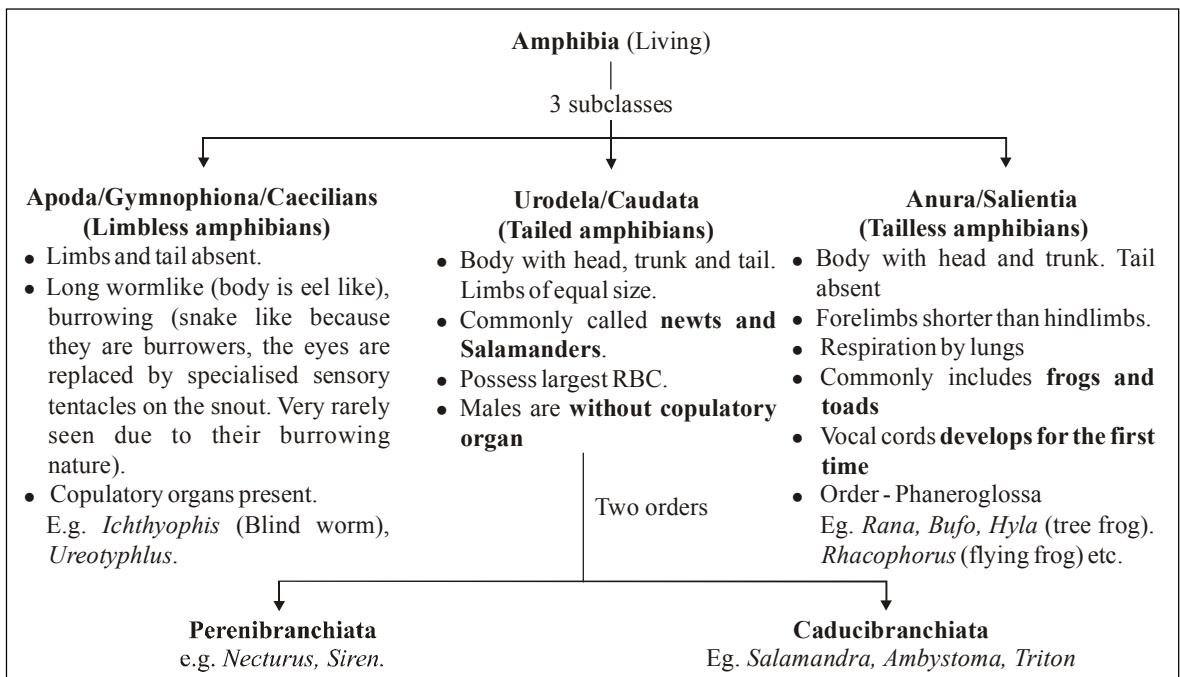 Amphibia (Living)
3 subclasses
Apoda/Gymnophiona/Caecilians
(Limbless amphibians)
• Limbs and tail absent.
• Long wormlike (body is eel like),
burrowing (snake like because
they are burrowers, the eyes are
replaced by specialised sensory
tentacles on the snout. Very rarely
seen due to their burrowing
nature).
• Copulatory organs present.
E.g. Ichthyophis (Blind worm),
Ureotyphlus.
Urodela/Caudata
(Tailed amphibians)
• Body with head, trunk and tail.
Limbs of equal size.
• Commonly called newts and
Salamanders.
• Possess largest RBC.
• Males are without copulatory
organ
Anura/Salientia
(Tailless amphibians)
• Body with head and trunk. Tail
absent
• Forelimbs shorter than hindlimbs.
• Respiration by lungs
• Commonly includes frogs and
toads
• Vocal cords develops for the first
time
• Order - Phaneroglossa
Eg. Rana, Bufo, Hyla (tree frog).
Rhacophorus (flying frog) etc.
Two orders
Perenibranchiata
e.g. Necturus, Siren.
Caducibranchiata
Eg. Salamandra, Ambystoma, Triton